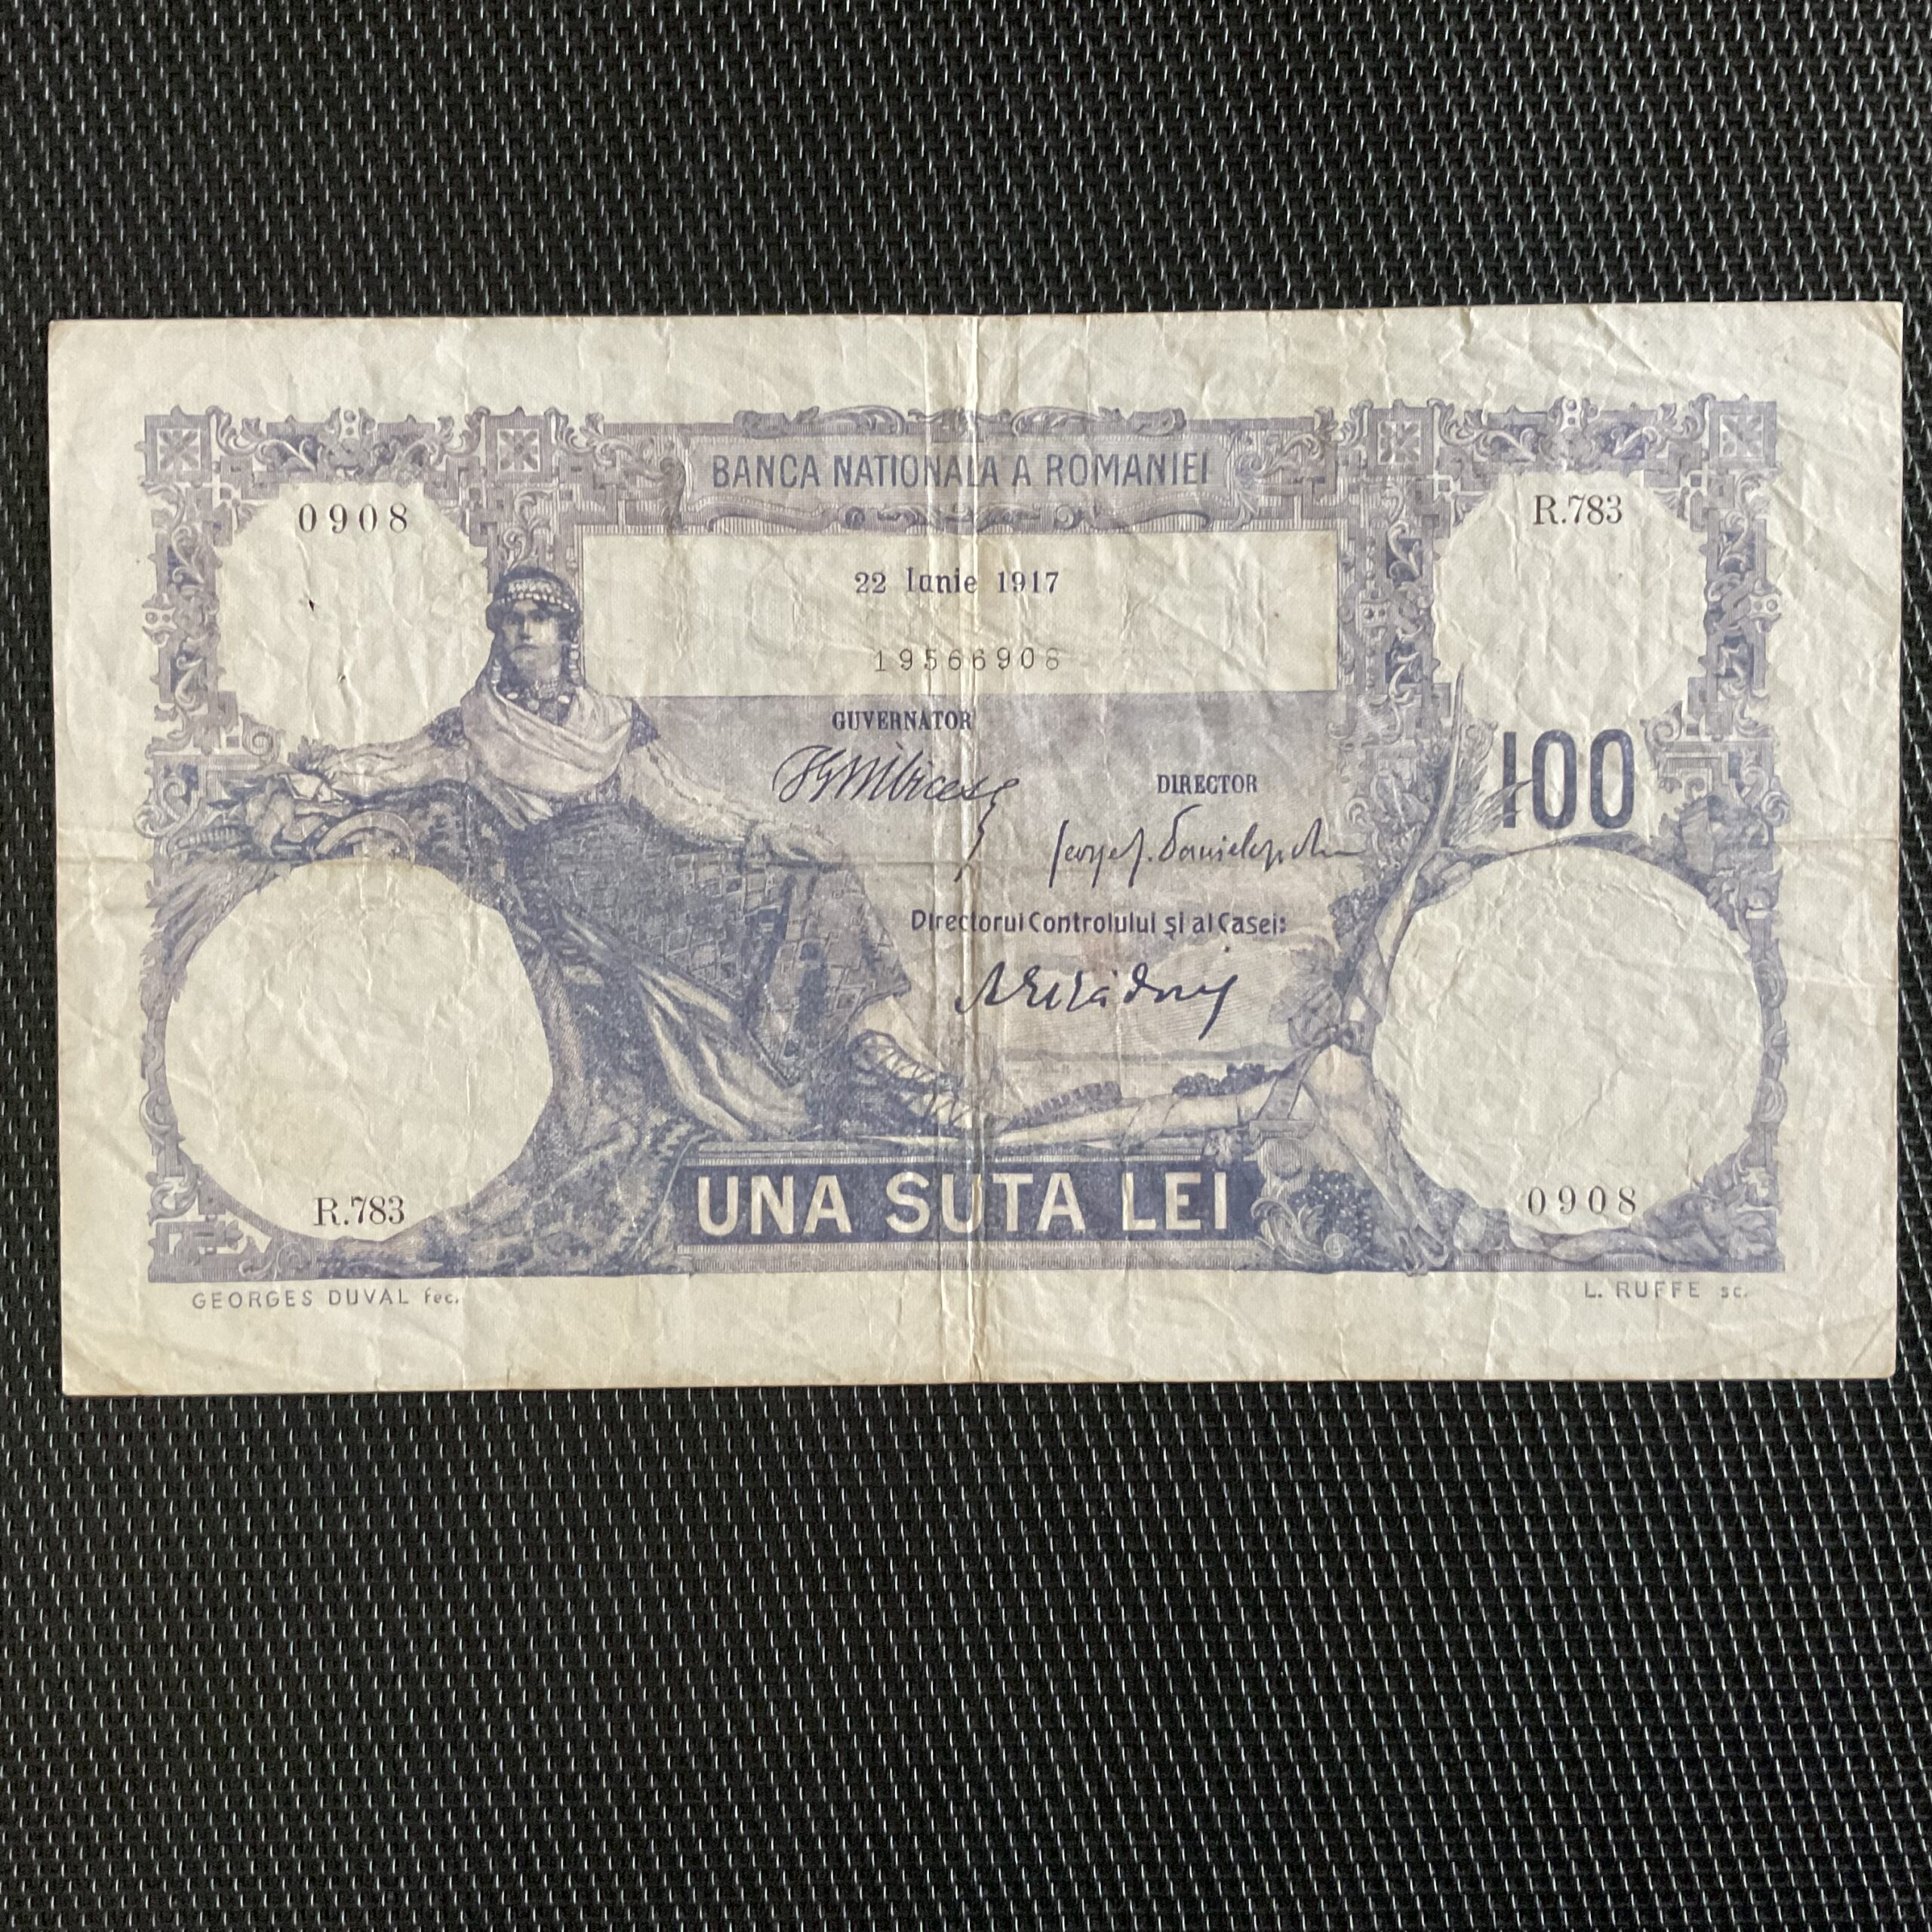 BANCA NATIONALA A ROMANIEI
0908
R.783
22 Iunie 1917
19566908
GUVERNATOR
DIRECTOR
100
Directorul Controlului și al Casei:
R.783
UNA SUTA LEI
0908
GEORGES DUVAL fec.
L. RUFFE sc.